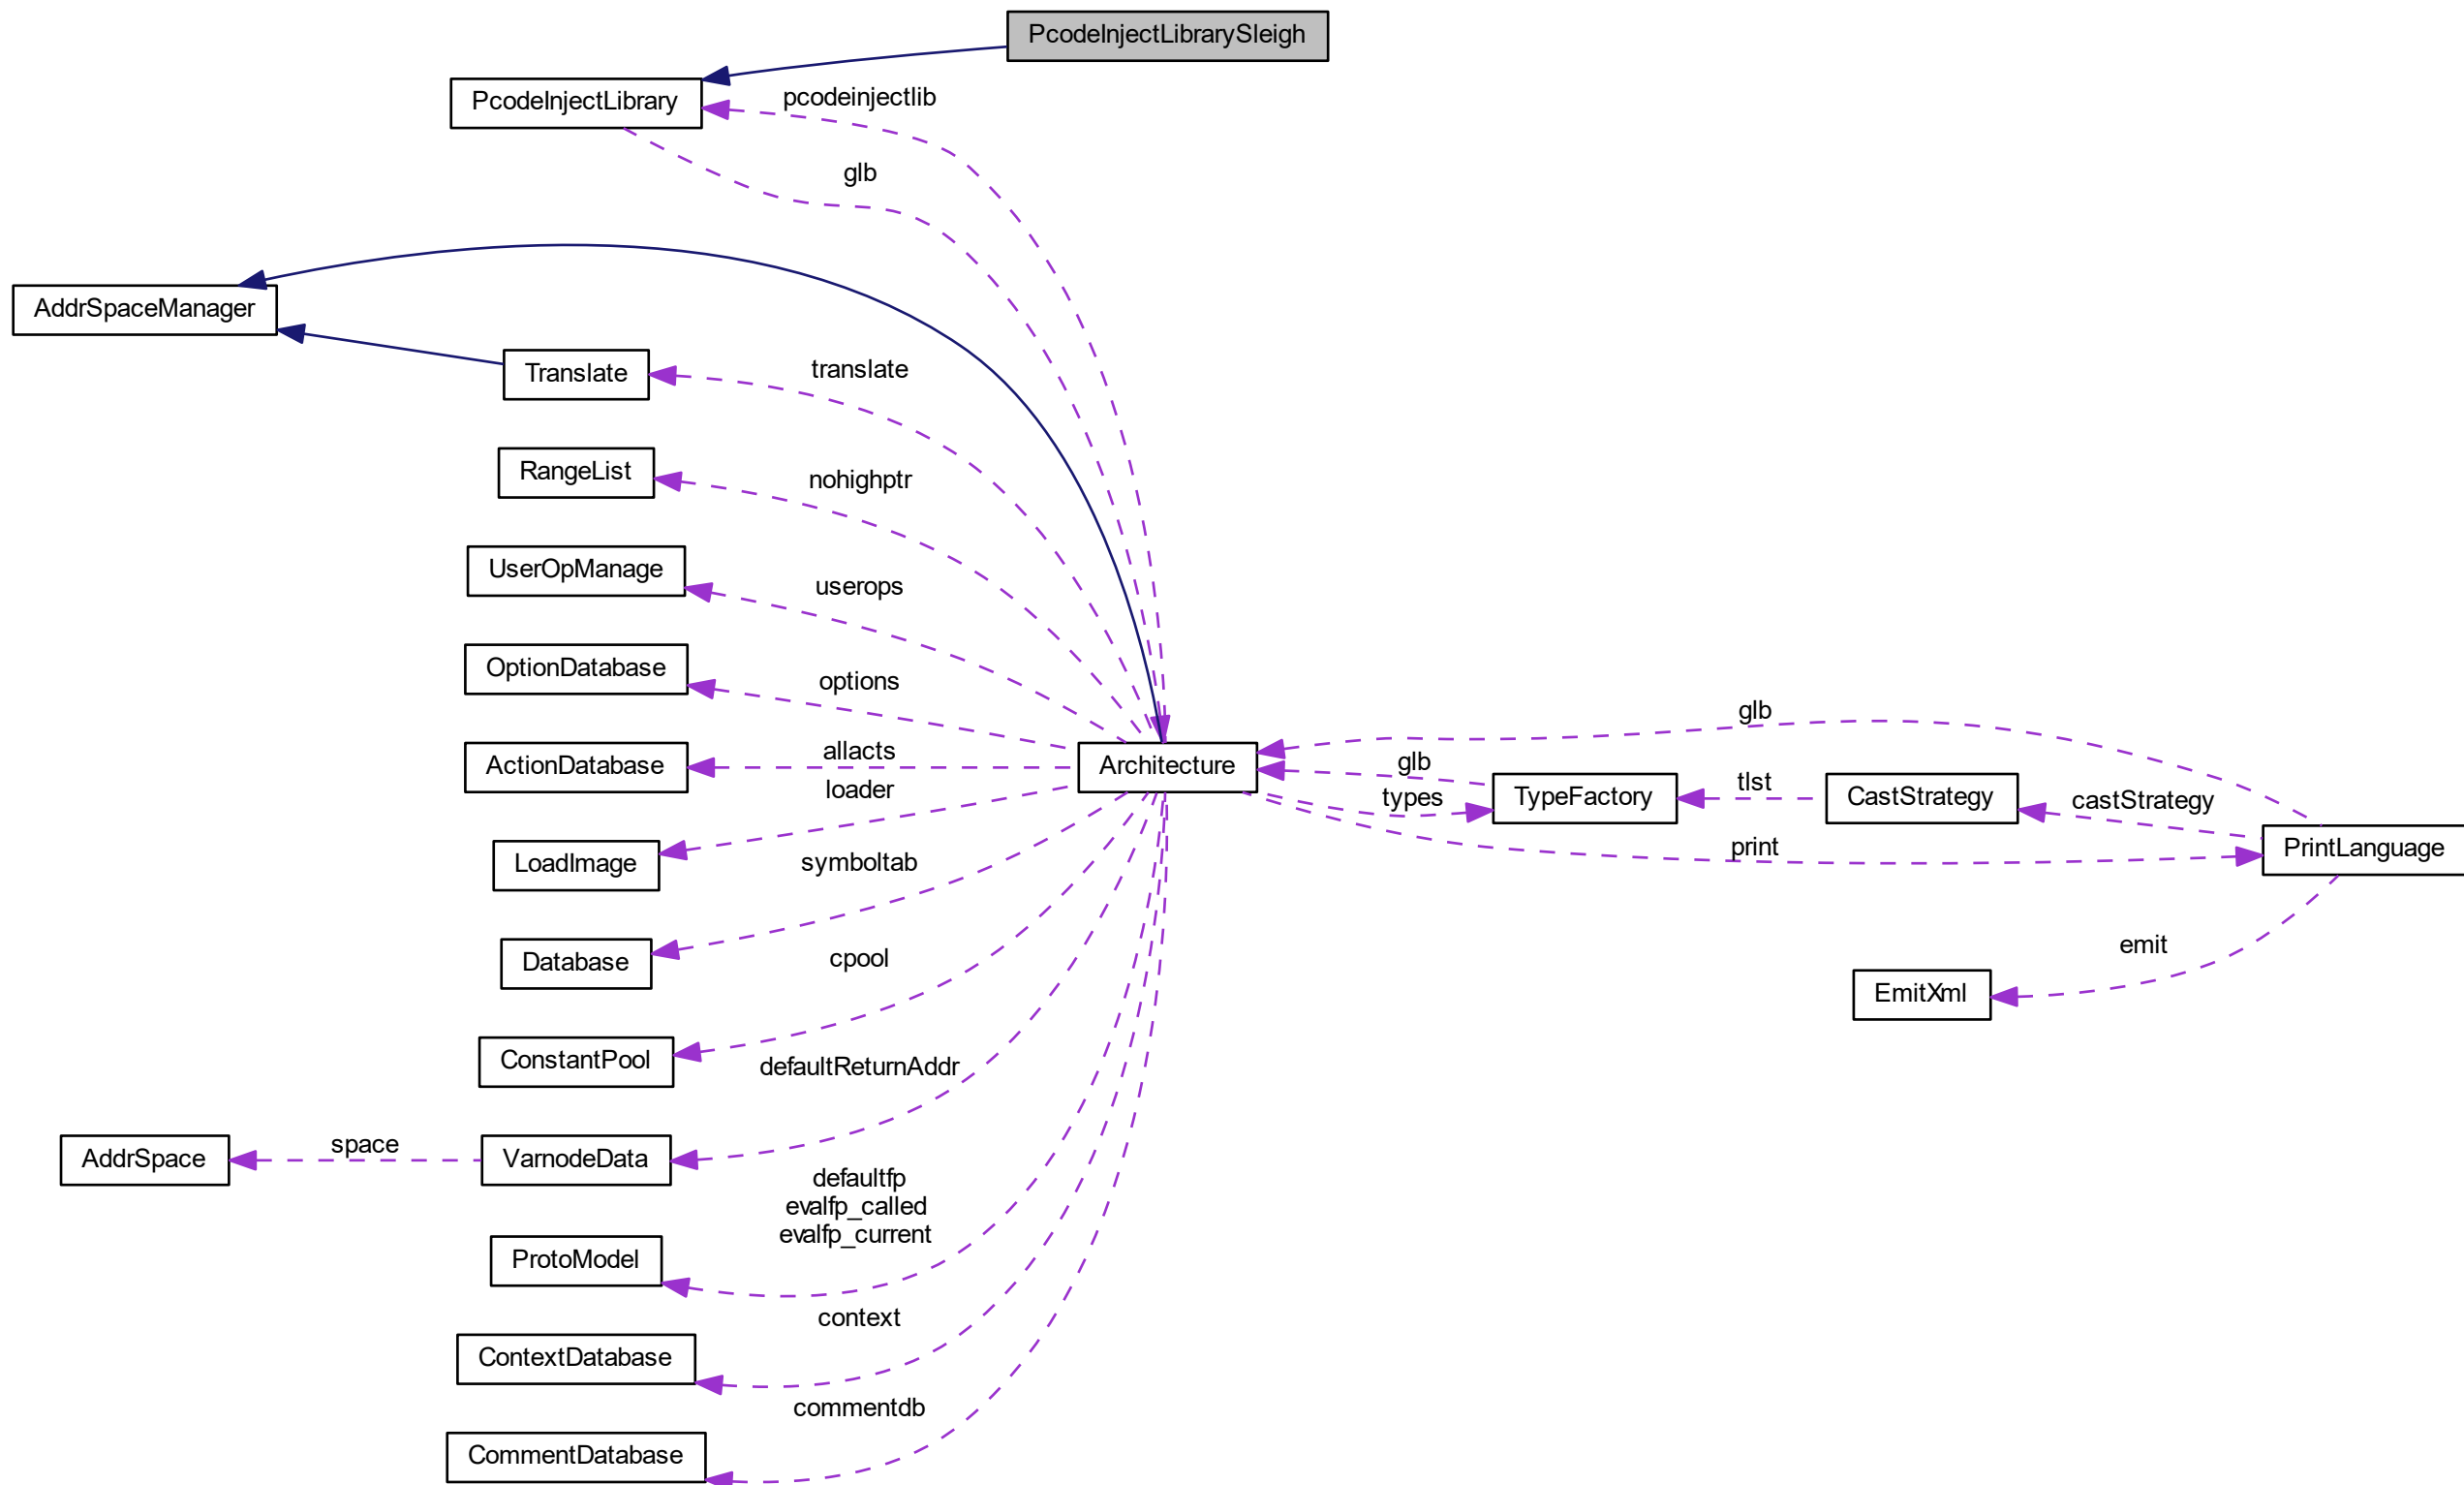 PcodeInjectLibrarySleigh
PcodeInjectLibrary
pcodeinjectlib
glb
AddrSpaceManager
Translate
translate
RangeList
nohighptr
UserOpManage
userops
OptionDatabase
options
ActionDatabase
allacts
Architecture
glb
glb
types
TypeFactory
tlst
CastStrategy
castStrategy
PrintLanguage
print
loader
LoadImage
symboltab
Database
emit
EmitXml
cpool
ConstantPool
defaultReturnAddr
AddrSpace
space
VarnodeData
defaultfp
evalfp_called
evalfp_current
ProtoModel
context
ContextDatabase
commentdb
CommentDatabase